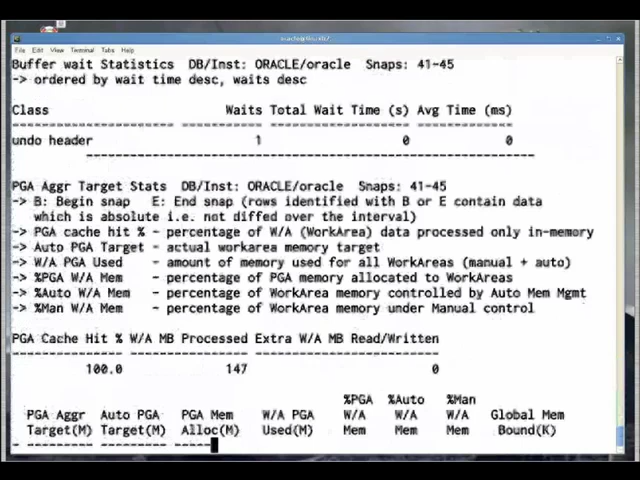 File Edit View Terminal Tabs Help
Buffer wait Statistics DB/Inst: ORACLE/oracle Snaps: 41-45
-> ordered by wait time desc, waits desc
Class Waits Total Wait Time (s) Avg Time (ms)
undo header 1 0 0
PGA Aggr Target Stats DB/Inst: ORACLE/oracle Snaps: 41-45
-> B: Begin snap E: End snap (rows identified with B or E contain data
which is absolute i.e. not diffed over the interval)
-> PGA cache hit % - percentage of W/A (WorkArea) data processed only in-memory
-> Auto PGA Target - actual workarea memory target
-> W/A PGA Used - amount of memory used for all WorkAreas (manual + auto)
-> %PGA W/A Mem - percentage of PGA memory allocated to WorkAreas
-> %Auto W/A Mem - percentage of WorkArea memory controlled by Auto Mem Mgmt
-> %Man W/A Mem - percentage of WorkArea memory under Manual control
PGA Cache Hit % W/A MB Processed Extra W/A MB Read/Written
100.0 147 0
%PGA %Auto %Man
PGA Aggr Auto PGA PGA Mem W/A PGA W/A W/A W/A Global Mem
Target(M) Target(M) Alloc(M) Used(M) Mem Mem Mem Bound(K)